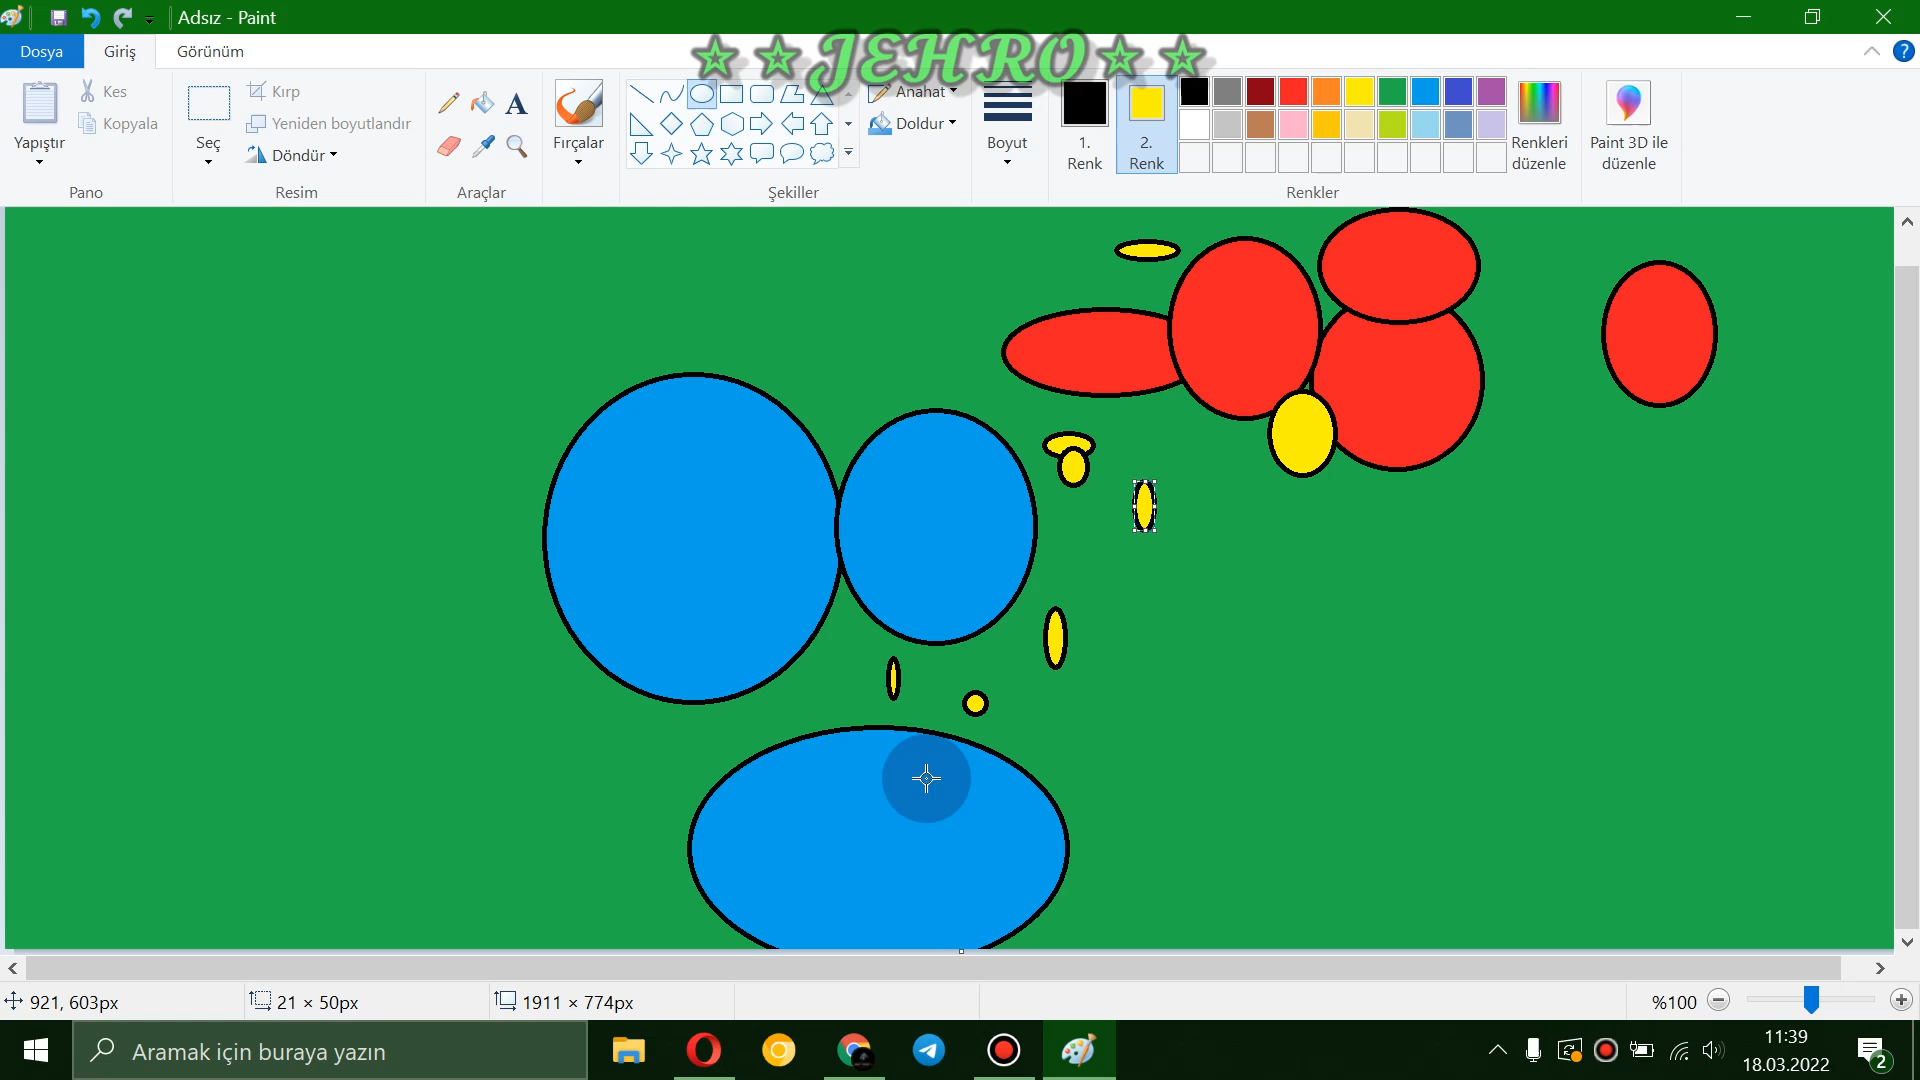 Adsız - Paint
☆☆JEHRO☆☆
Dosya Giriş Görünüm
Yapıştır
Kes
Kopyala
Pano
Seç
Kırp
Yeniden boyutlandır
Döndür
Resim
A
Araçlar
Fırçalar
Şekiller
Anahat
Doldur
Boyut
1.
Renk
2.
Renk
Renkler
Renkleri
düzenle
Paint 3D ile
düzenle
?
921, 603px
21 × 50px
1911 × 774px
%100
Aramak için buraya yazın
11:39
18.03.2022
2